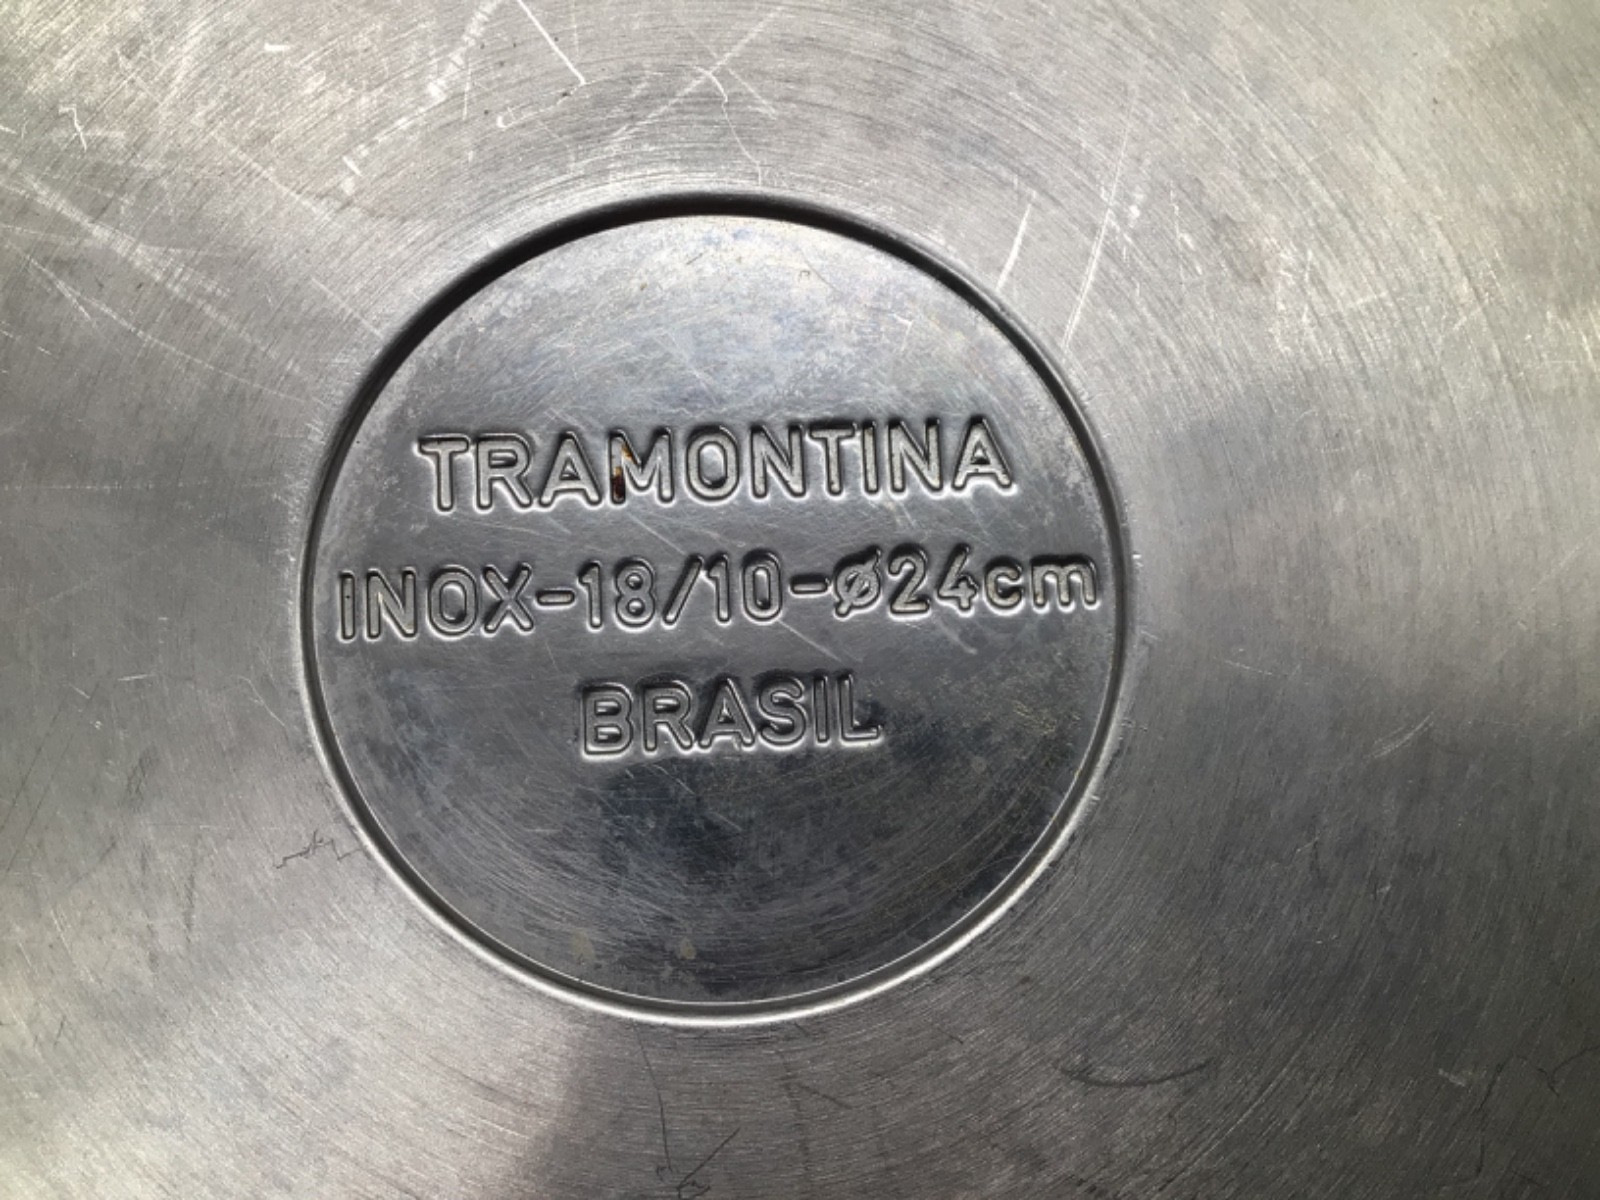 TRAMONTINA
INOX-18/10-ø24cm
BRASIL